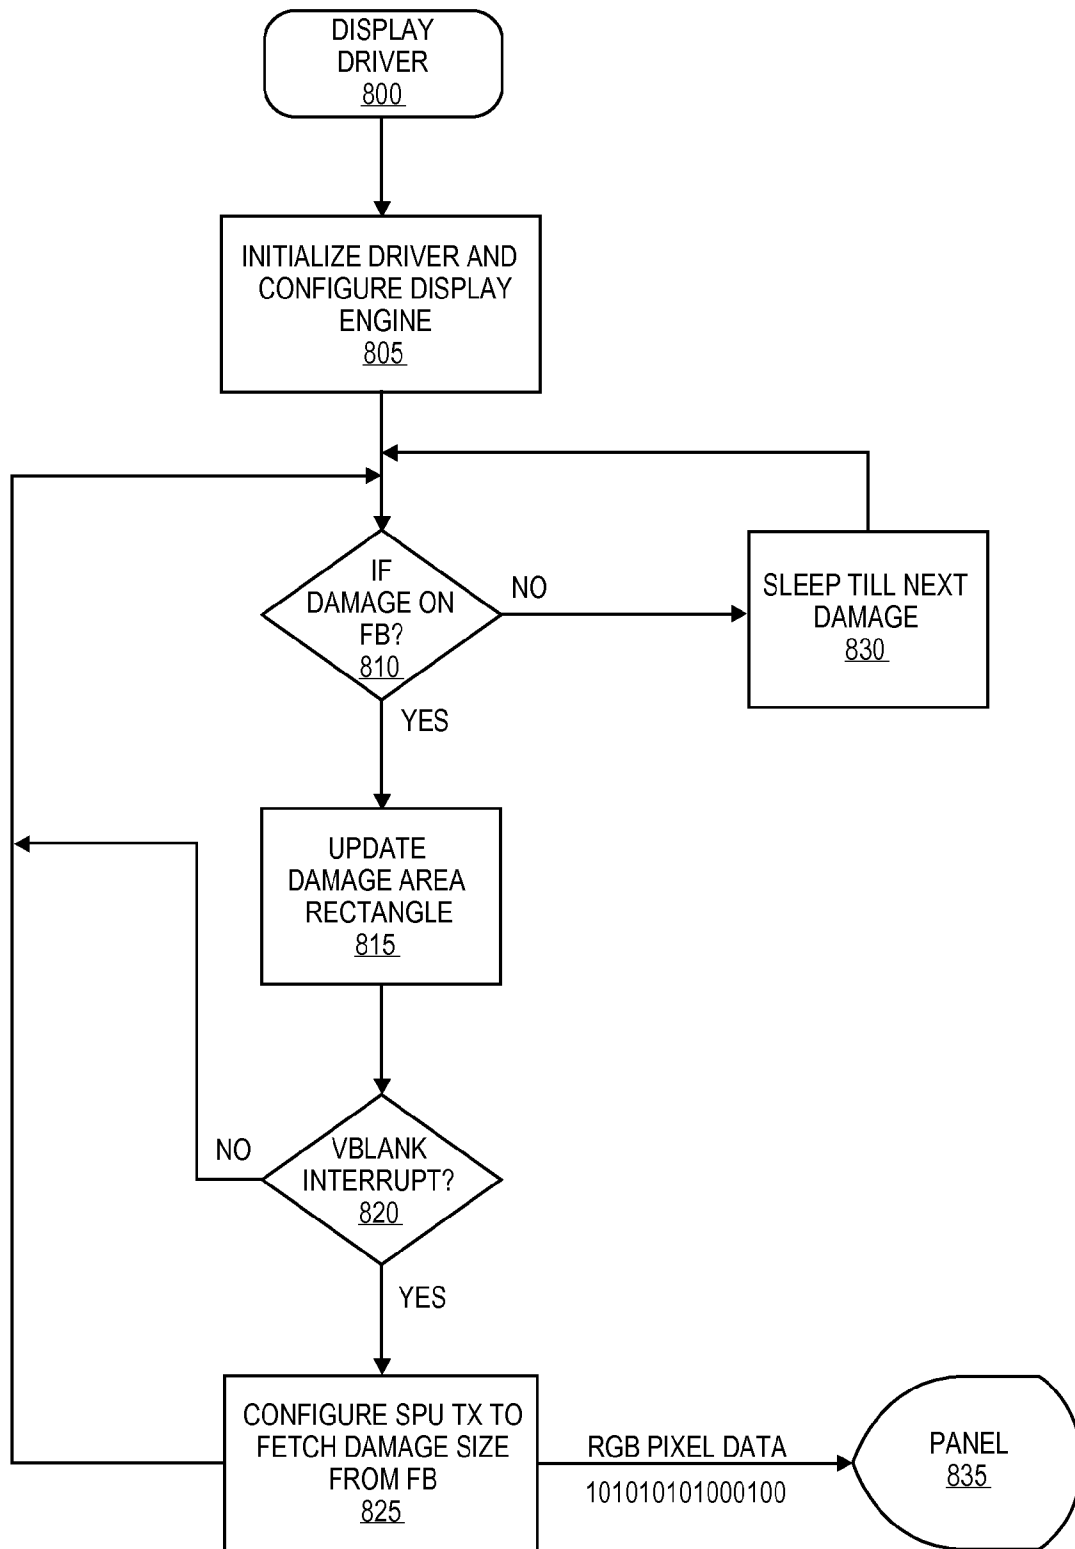 DISPLAY
DRIVER
800
INITIALIZE DRIVER AND
CONFIGURE DISPLAY
ENGINE
805
IF
DAMAGE ON
FB?
810
NO
SLEEP TILL NEXT
DAMAGE
830
YES
UPDATE
DAMAGE AREA
RECTANGLE
815
NO
VBLANK
INTERRUPT?
820
YES
CONFIGURE SPU TX TO
FETCH DAMAGE SIZE
FROM FB
825
RGB PIXEL DATA
101010101000100
PANEL
835